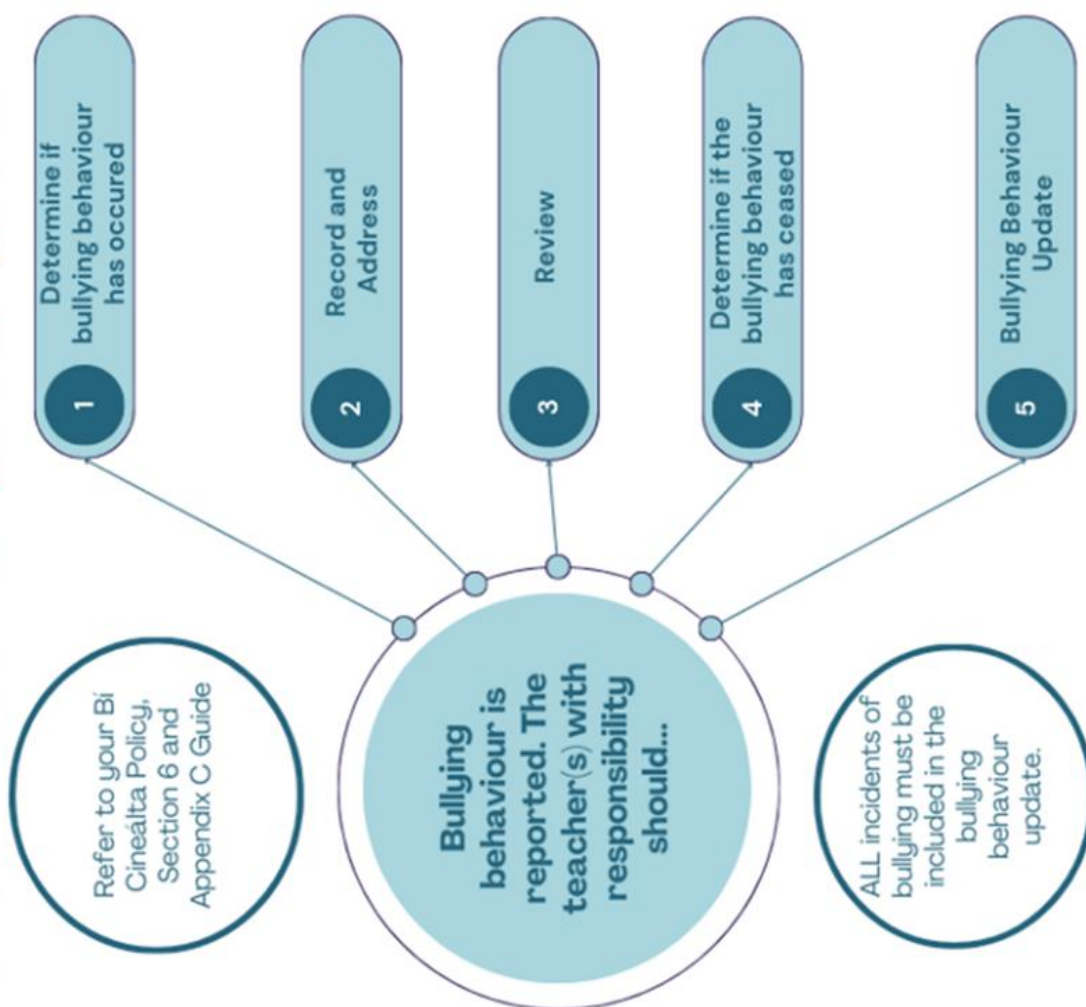 Refer to your Bí
Cineálta Policy,
Section 6 and
Appendix C Guide
Bullying
behaviour is
reported. The
teacher(s) with
responsibility
should...
ALL incidents of
bullying must be
included in the
bullying
behaviour
update.
1
Determine if
bullying behaviour
has occured
2
Record and
Address
3
Review
4
Determine if the
bullying behaviour
has ceased
5
Bullying Behaviour
Update